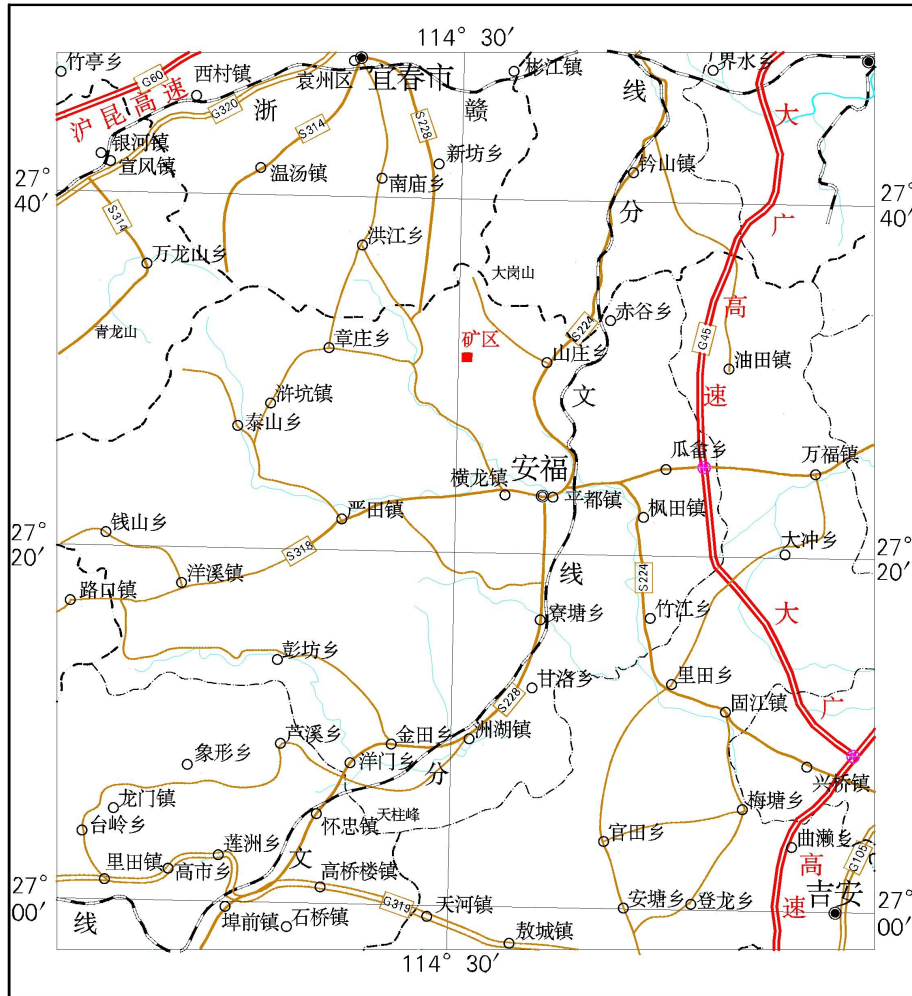 114° 30′
竹亭乡
G60
西村镇
袁州区
宜春市
彬江镇
界水乡
沪昆高速
G320
浙
赣
线
大
S314
S228
银河镇
宣风镇
温汤镇
新坊乡
南庙乡
钤山镇
27°
40′
27°
40′
S314
分
广
洪江乡
万龙山乡
大岗山
高
青龙山
赤谷乡
S224
G45
章庄乡
矿区
山庄乡
油田镇
浒坑镇
文
速
泰山乡
瓜畲乡
万福镇
横龙镇
安福
平都镇
严田镇
枫田镇
钱山乡
27°
20′
S318
大冲乡
27°
20′
洋溪镇
线
S224
路口镇
寮塘乡
竹江乡
大
彭坊乡
里田镇
甘洛乡
S228
固江镇
广
芦溪乡
金田乡
洲湖镇
象形乡
洋门乡
分
兴桥镇
龙门镇
天柱峰
梅塘乡
台岭乡
怀忠镇
官田乡
曲濑乡
莲洲乡
文
高
G105
里田镇
高市乡
高桥楼镇
27°
00′
线
埠前镇
石桥镇
G319
天河镇
安塘乡
登龙乡
速
吉安
27°
00′
敖城镇
114° 30′